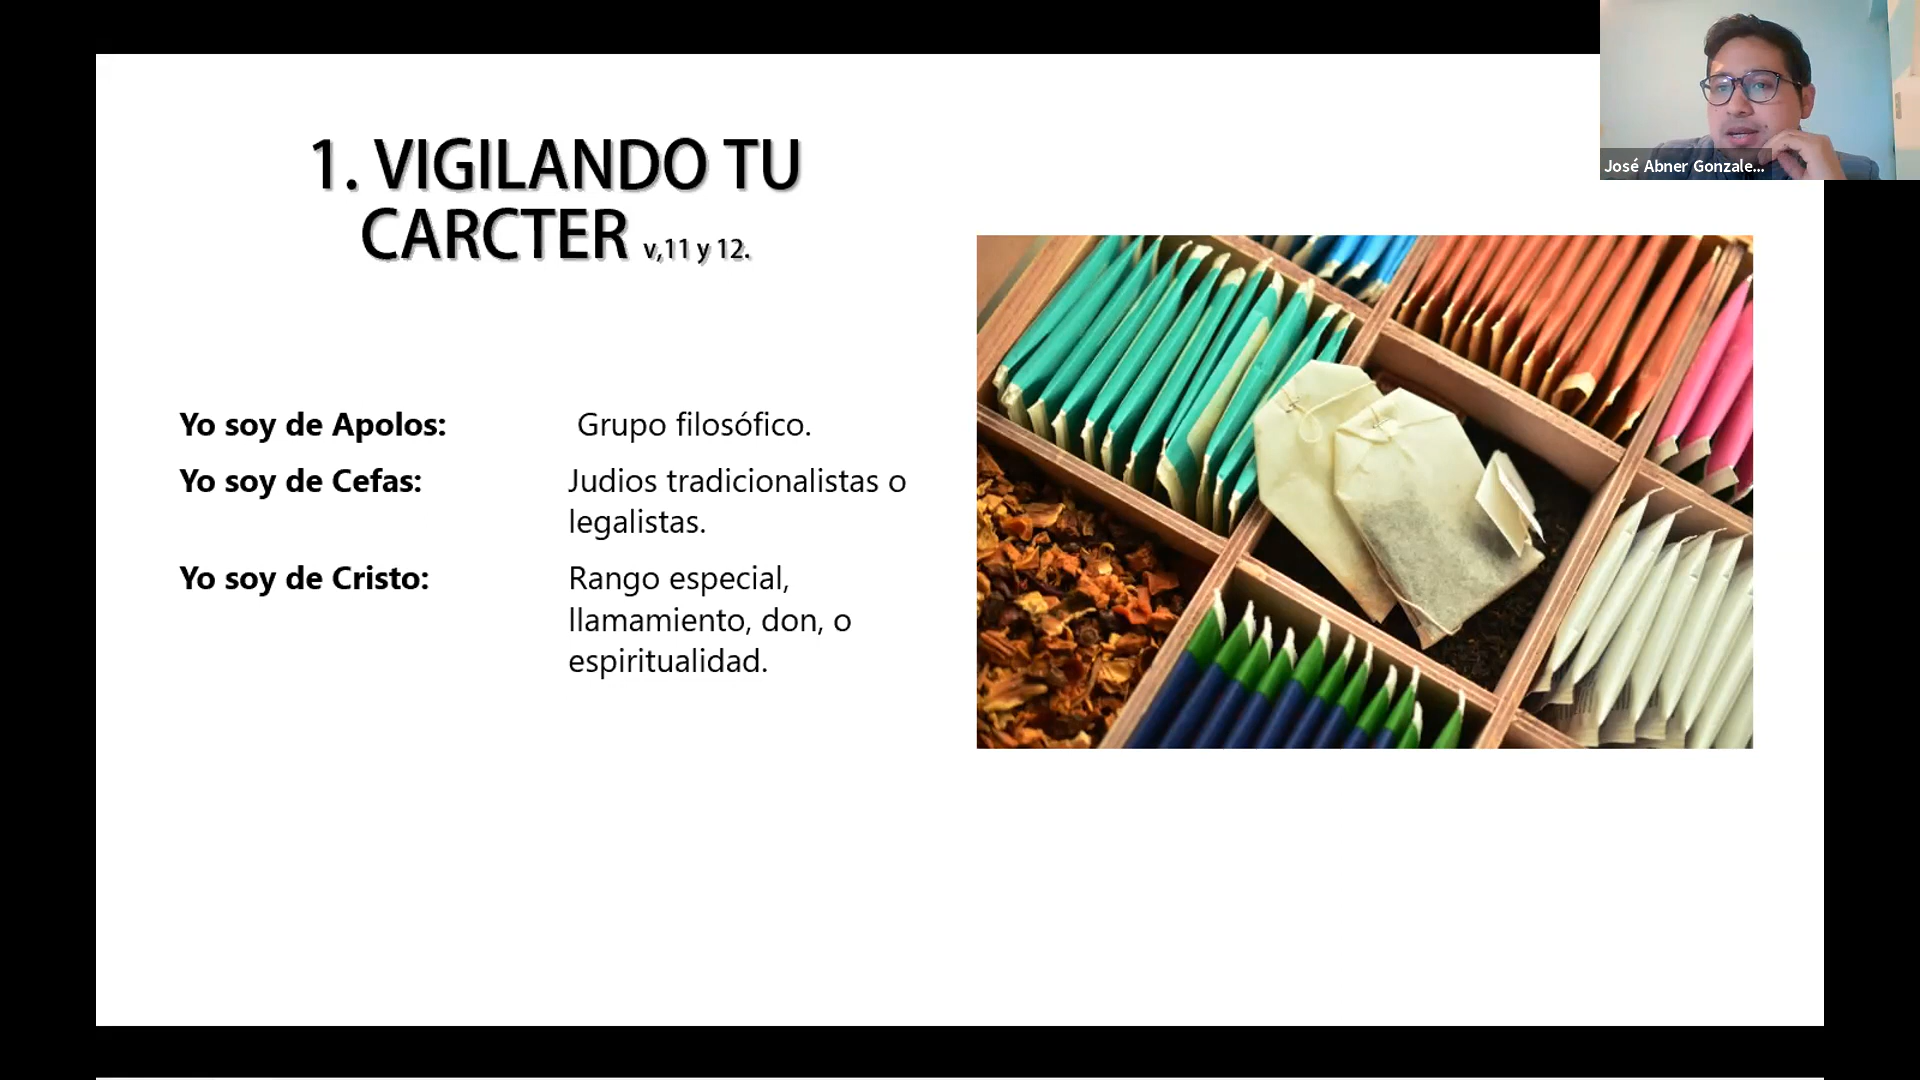 1. VIGILANDO TU
CARCTER v,11 y 12.
Yo soy de Apolos: Grupo filosófico.
Yo soy de Cefas: Judios tradicionalistas o
legalistas.
Yo soy de Cristo: Rango especial,
llamamiento, don, o
espiritualidad.
José Abner Gonzale...